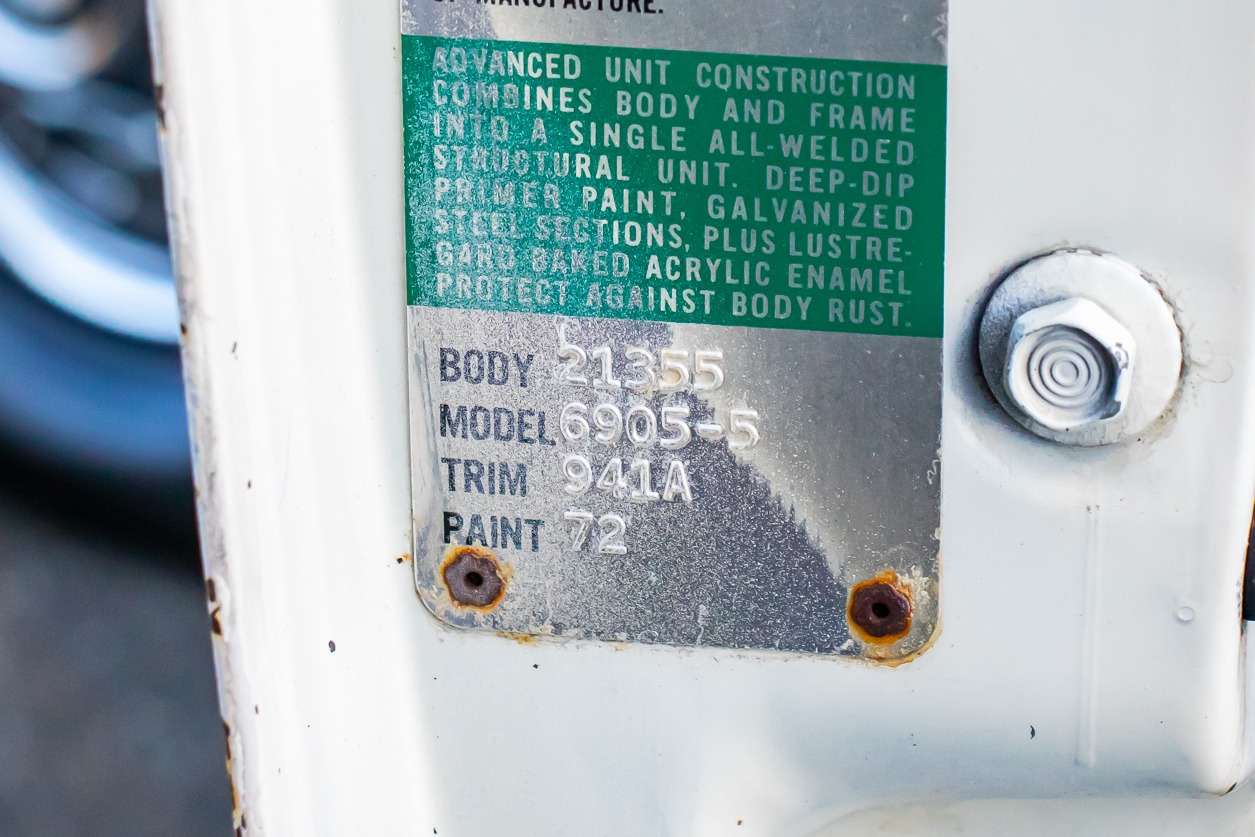 OF MANUFACTURE.
ADVANCED UNIT CONSTRUCTION
COMBINES BODY AND FRAME
INTO A SINGLE ALL-WELDED
STRUCTURAL UNIT. DEEP-DIP
PRIMER PAINT, GALVANIZED
STEEL SECTIONS, PLUS LUSTRE-
GARD BAKED ACRYLIC ENAMEL
PROTECT AGAINST BODY RUST.
BODY 21355
MODEL 6905-5
TRIM 941A
PAINT 72